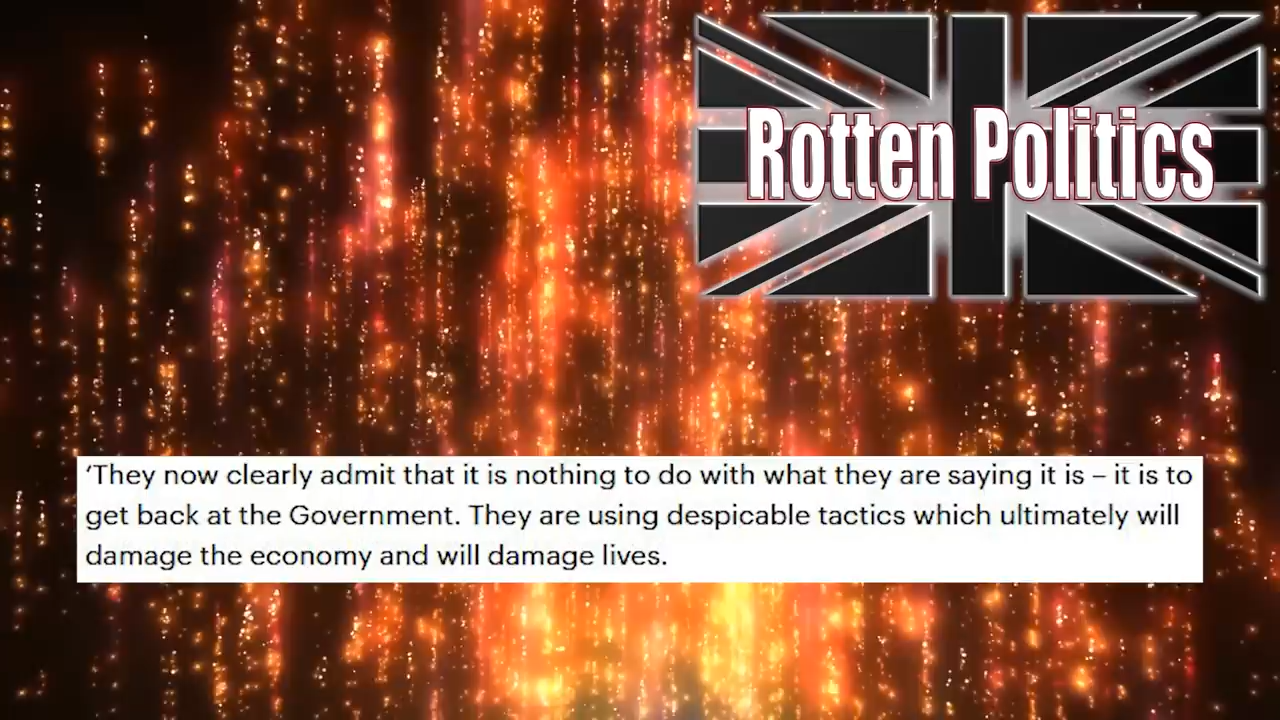 Rotten Politics
‘They now clearly admit that it is nothing to do with what they are saying it is – it is to
get back at the Government. They are using despicable tactics which ultimately will
damage the economy and will damage lives.